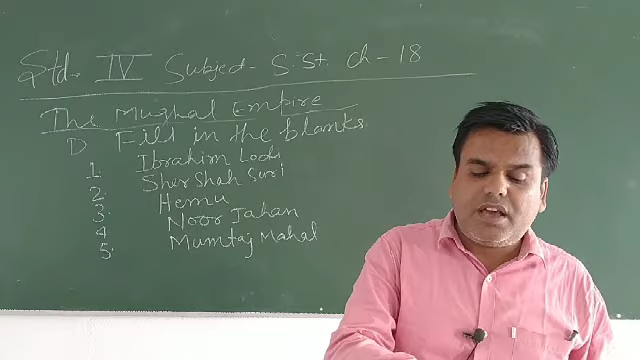 Std- IV Subject- S.St. Ch-18
The Mughal Empire
D Fill in the blanks.
1. Ibrahim Lodi
2. Sher Shah Suri
3. Hemu
4 Noor Jahan
5. Mumtaj Mahal